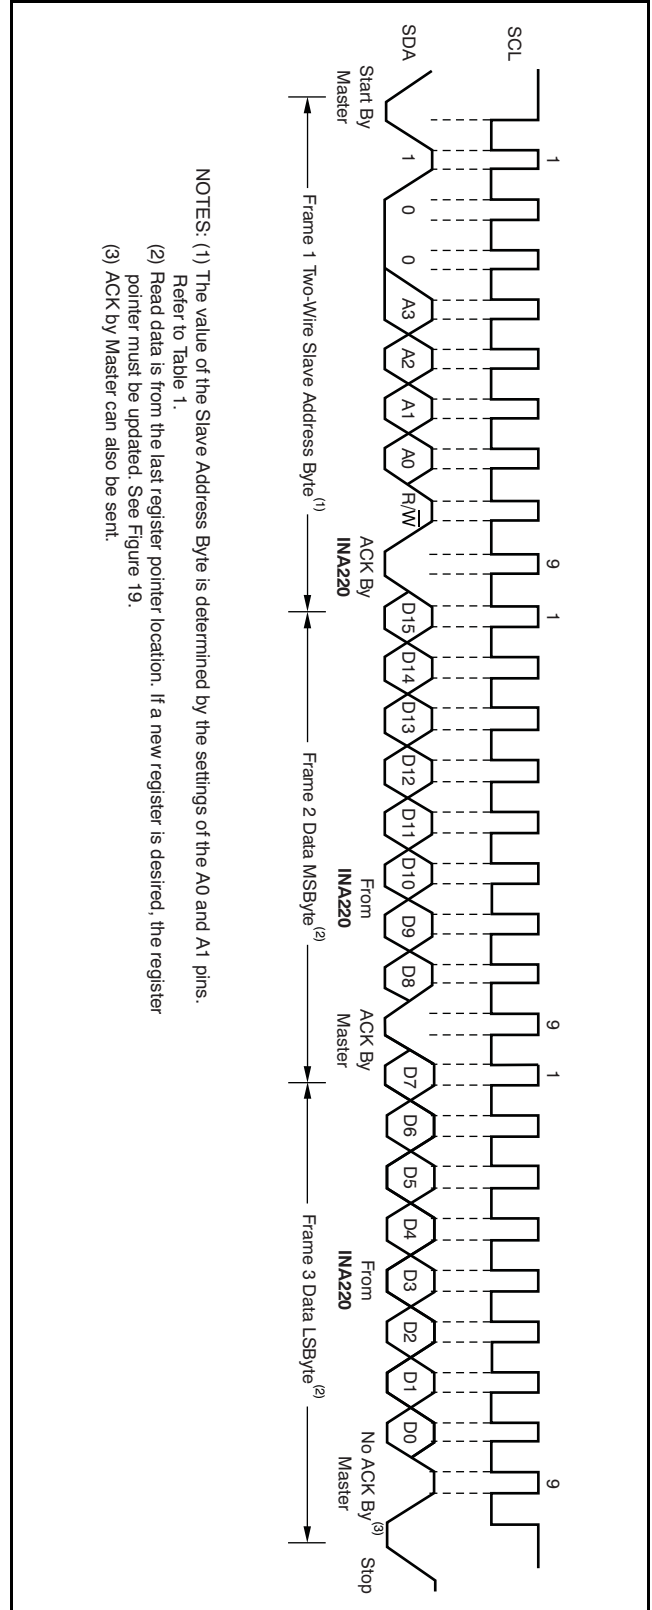 1 9 1 9 1 9
SCL
SDA
1 0 0 A3 A2 A1 A0 R/W D15 D14 D13 D12 D11 D10 D9 D8 D7 D6 D5 D4 D3 D2 D1 D0
Start By
Master
ACK By
INA220
From
INA220
ACK By
Master
From
INA220
No ACK By(3)
Master
Stop
Frame 1 Two-Wire Slave Address Byte(1)
Frame 2 Data MSByte(2)
Frame 3 Data LSByte(2)
NOTES: (1) The value of the Slave Address Byte is determined by the settings of the A0 and A1 pins.
Refer to Table 1.
(2) Read data is from the last register pointer location. If a new register is desired, the register
pointer must be updated. See Figure 19.
(3) ACK by Master can also be sent.